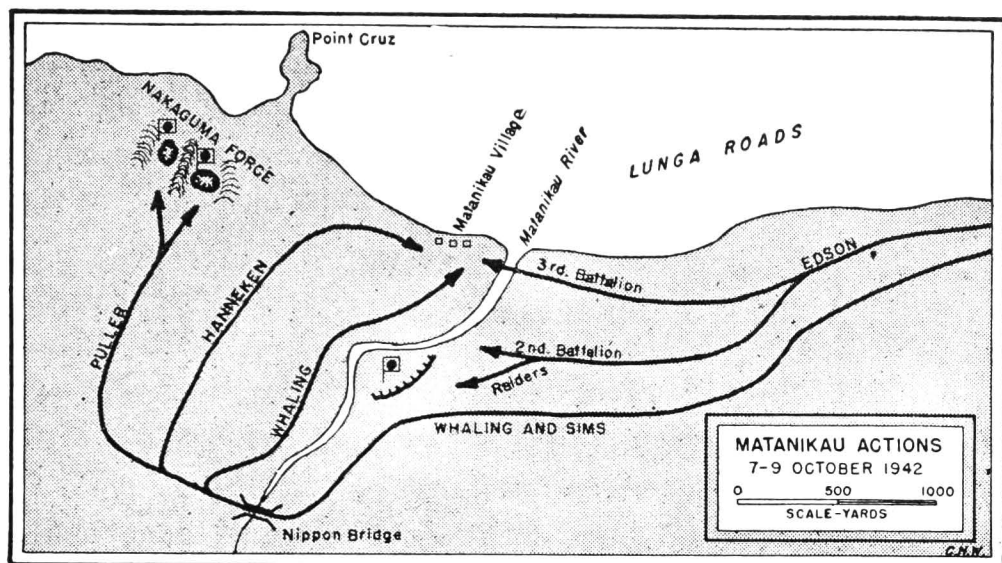 Point Cruz
NAKAGUMA FORCE
Matanikau Village
Matanikau River
LUNGA ROADS
EDSON
3rd. Battalion
2nd. Battalion
Raiders
PULLER
HANNEKEN
WHALING
WHALING AND SIMS
Nippon Bridge
MATANIKAU ACTIONS
7-9 OCTOBER 1942
0 500 1000
SCALE-YARDS
G.M.W.